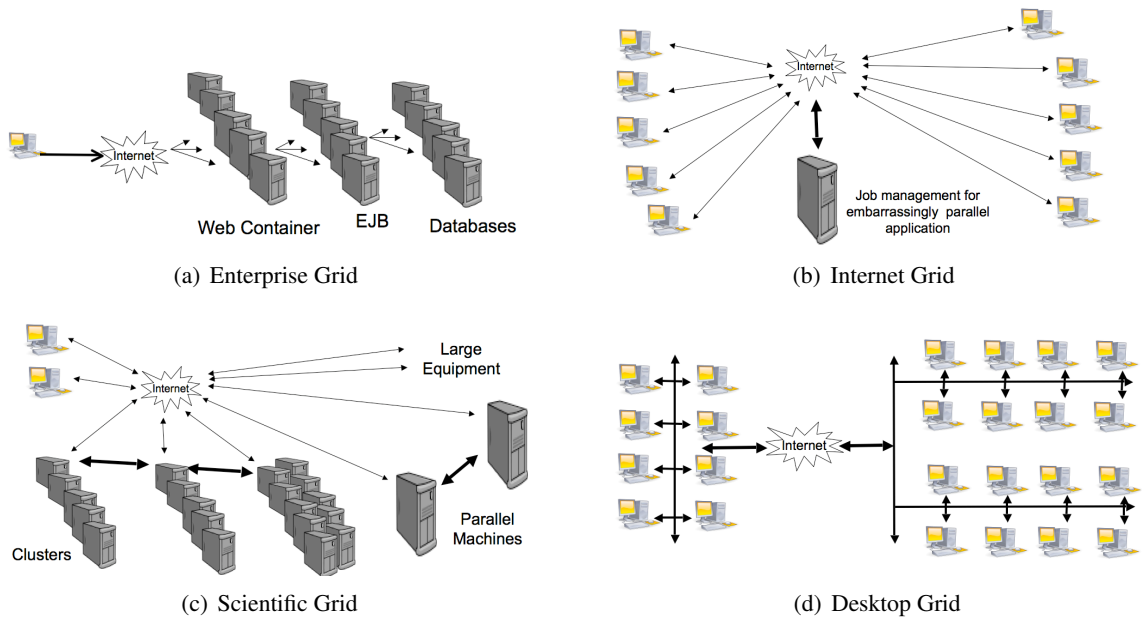 Internet
Web Container
EJB
Databases
(a) Enterprise Grid
Internet
Job management for
embarrassingly parallel
application
(b) Internet Grid
Internet
Large
Equipment
Clusters
Parallel
Machines
(c) Scientific Grid
Internet
(d) Desktop Grid